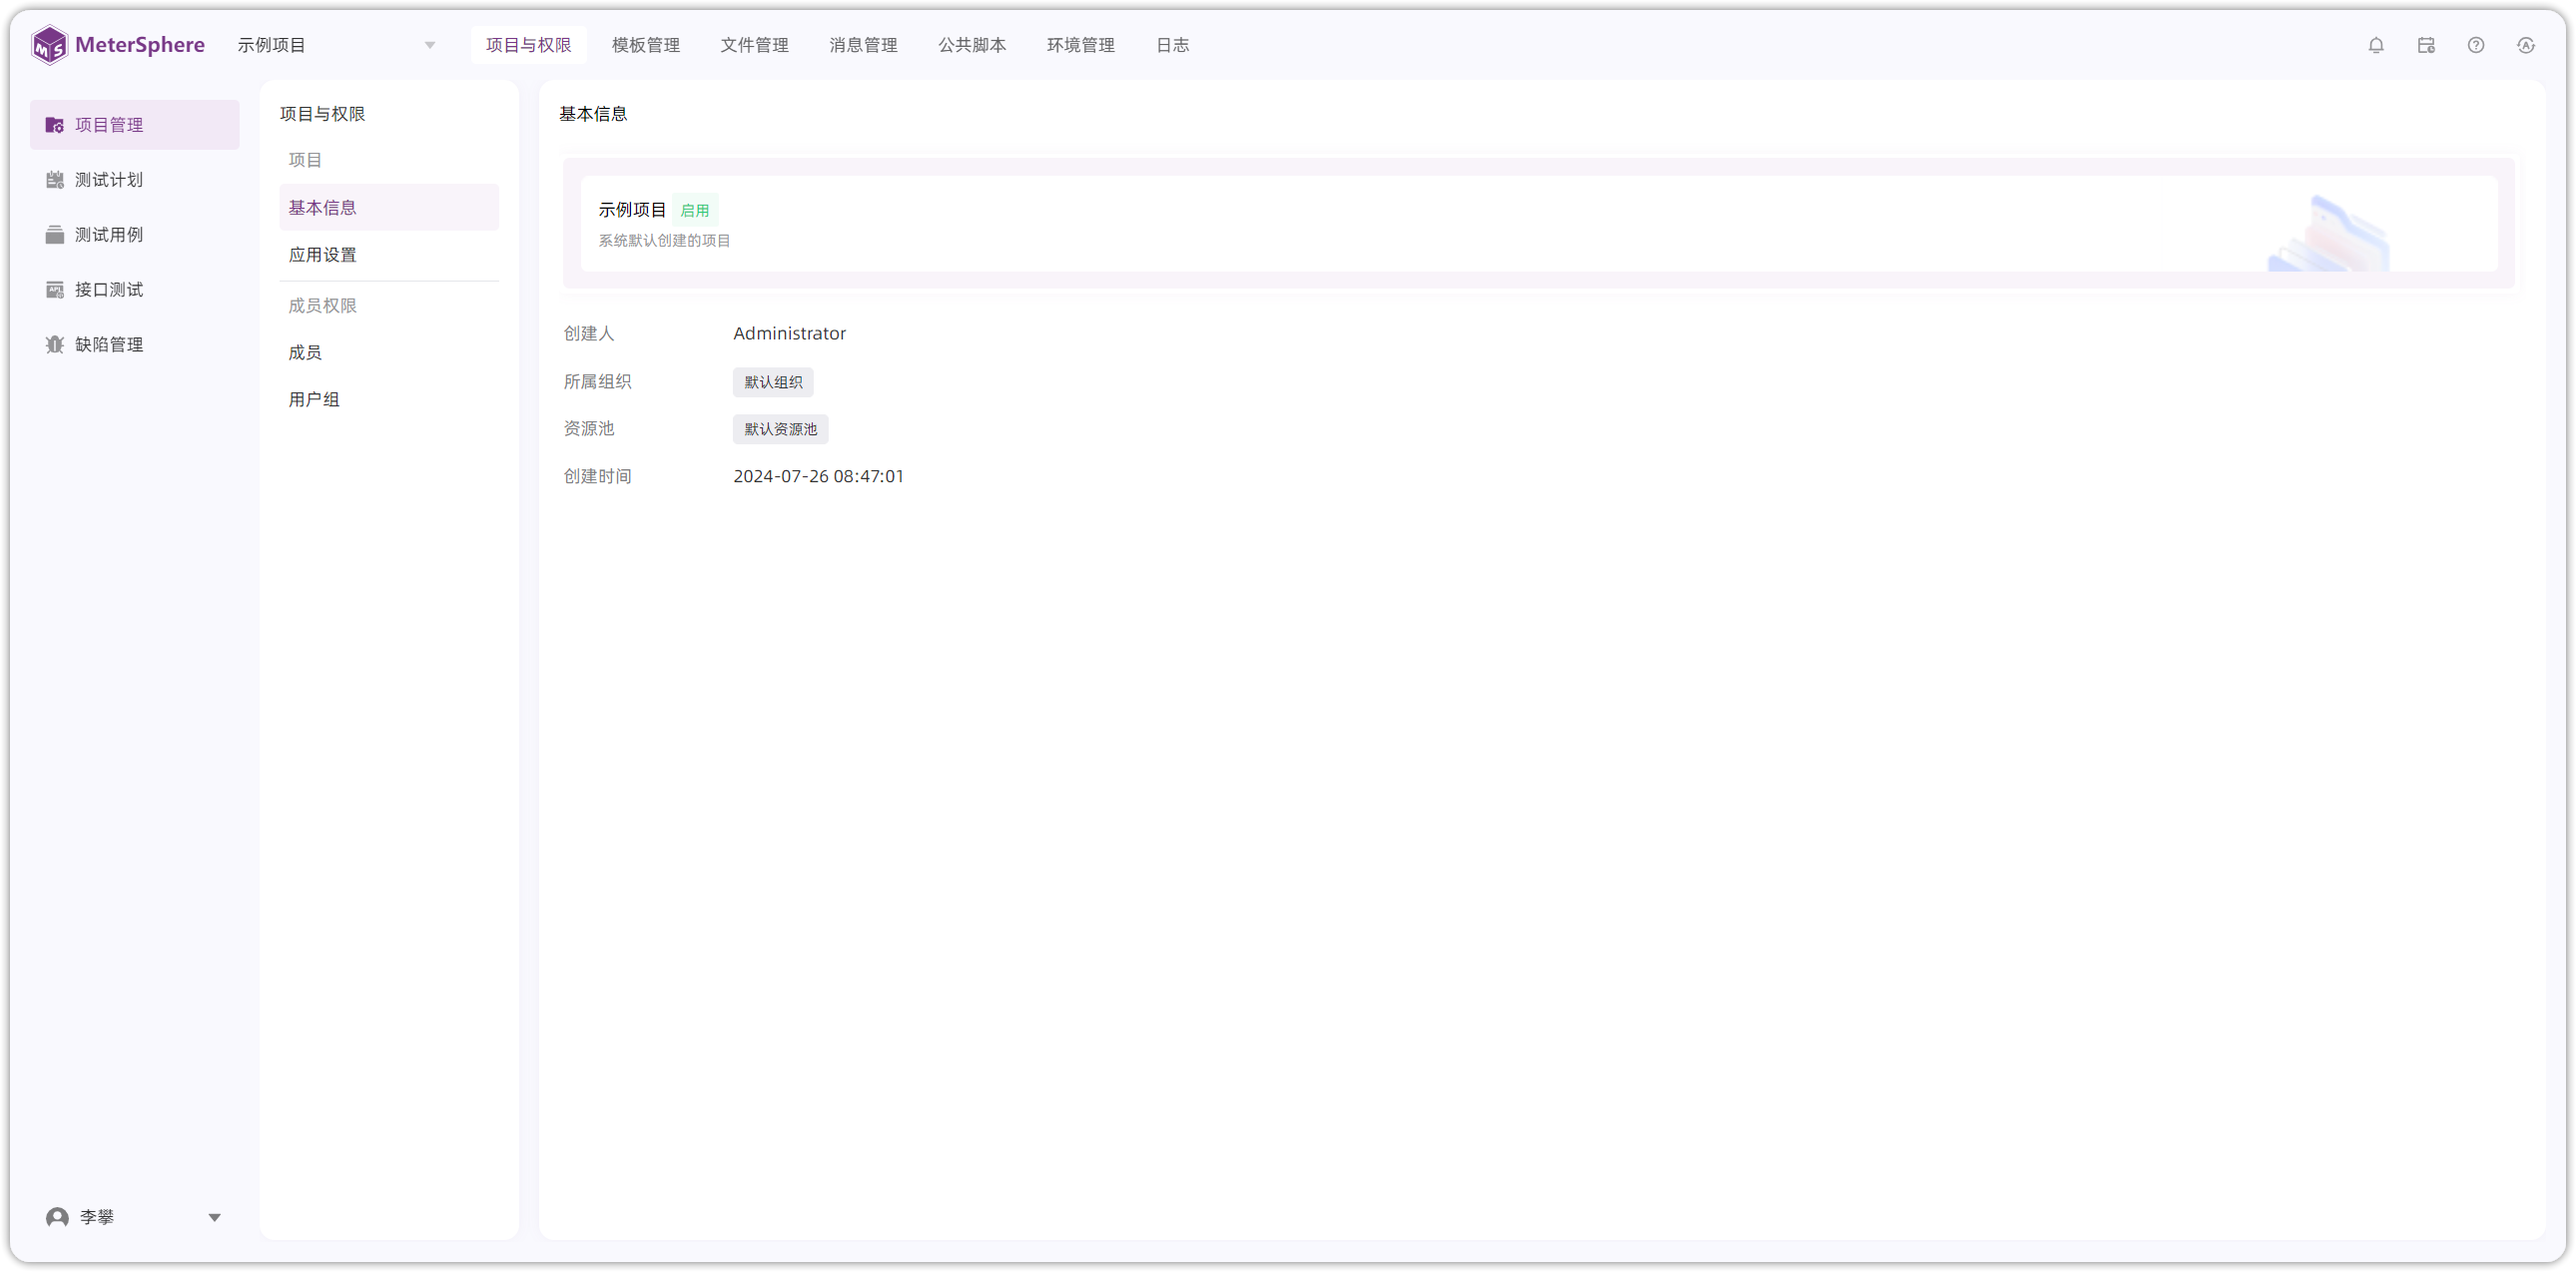 MeterSphere
示例项目
项目与权限
模板管理
文件管理
消息管理
公共脚本
环境管理
日志
项目管理
测试计划
测试用例
接口测试
缺陷管理
李攀
项目与权限
项目
基本信息
应用设置
成员权限
成员
用户组
基本信息
示例项目 启用
系统默认创建的项目
创建人 Administrator
所属组织 默认组织
资源池 默认资源池
创建时间 2024-07-26 08:47:01